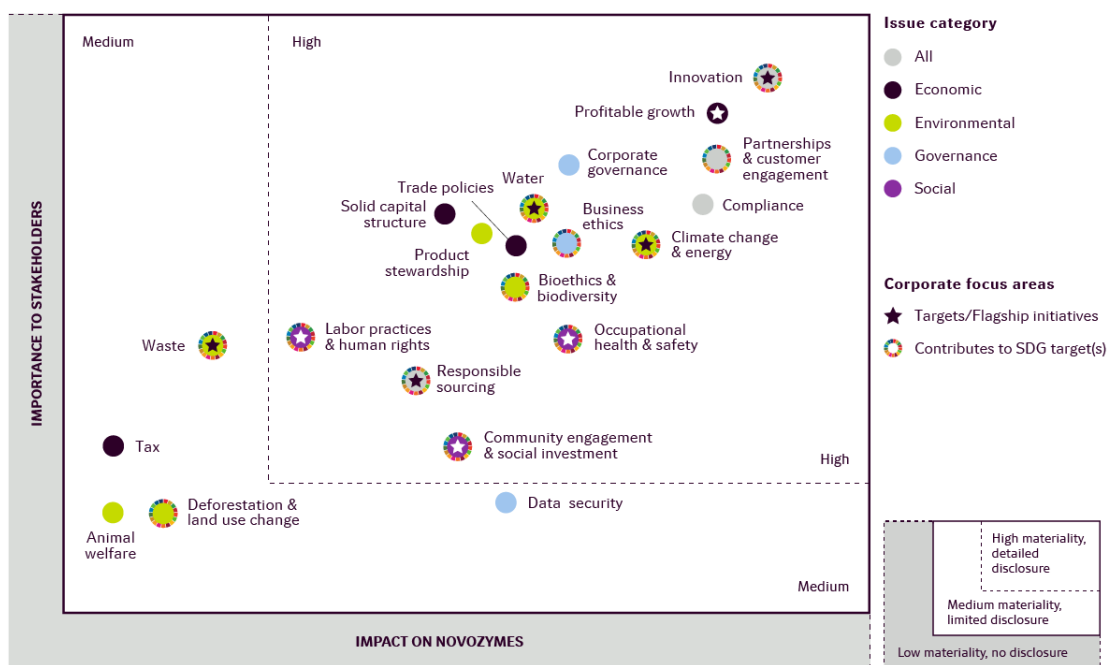 Medium
High
Innovation
Profitable growth
Partnerships
& customer
engagement
Corporate
governance
Trade policies
Water
Solid capital
structure
Business
ethics
Compliance
Product
stewardship
Climate change
& energy
Bioethics &
biodiversity
Labor practices
& human rights
Occupational
health & safety
Waste
Responsible
sourcing
Tax
Community engagement
& social investment
High
Data security
Deforestation &
land use change
Animal
welfare
Medium
IMPORTANCE TO STAKEHOLDERS
IMPACT ON NOVOZYMES
Issue category
All
Economic
Environmental
Governance
Social
Corporate focus areas
Targets/Flagship initiatives
Contributes to SDG target(s)
High materiality,
detailed
disclosure
Medium materiality,
limited disclosure
Low materiality, no disclosure